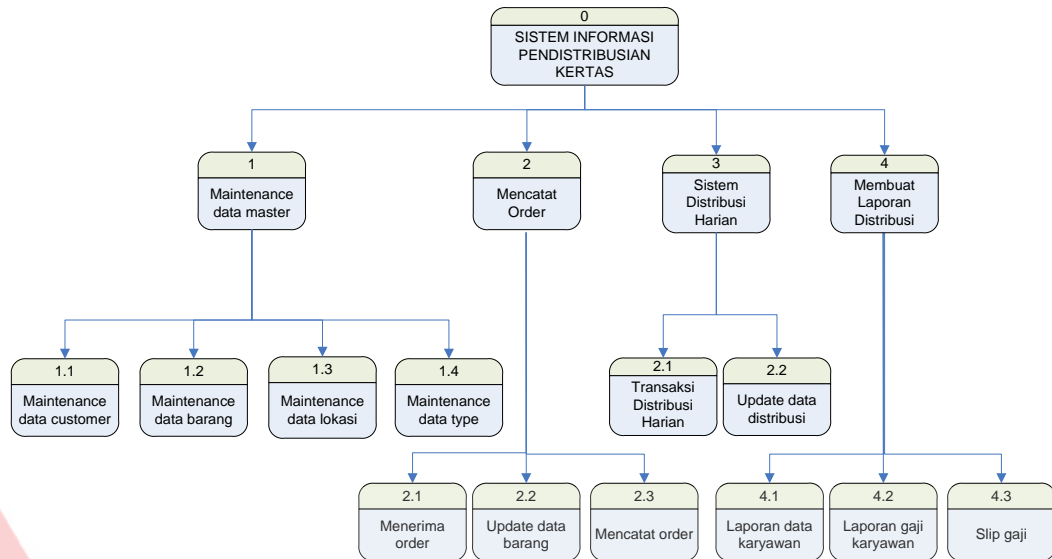 0
SISTEM INFORMASI
PENDISTRIBUSIAN
KERTAS
1
Maintenance
data master
2
Mencatat
Order
3
Sistem
Distribusi
Harian
4
Membuat
Laporan
Distribusi
1.1
Maintenance
data customer
1.2
Maintenance
data barang
1.3
Maintenance
data lokasi
1.4
Maintenance
data type
2.1
Transaksi
Distribusi
Harian
2.2
Update data
distribusi
2.1
Menerima
order
2.2
Update data
barang
2.3
Mencatat order
4.1
Laporan data
karyawan
4.2
Laporan gaji
karyawan
4.3
Slip gaji